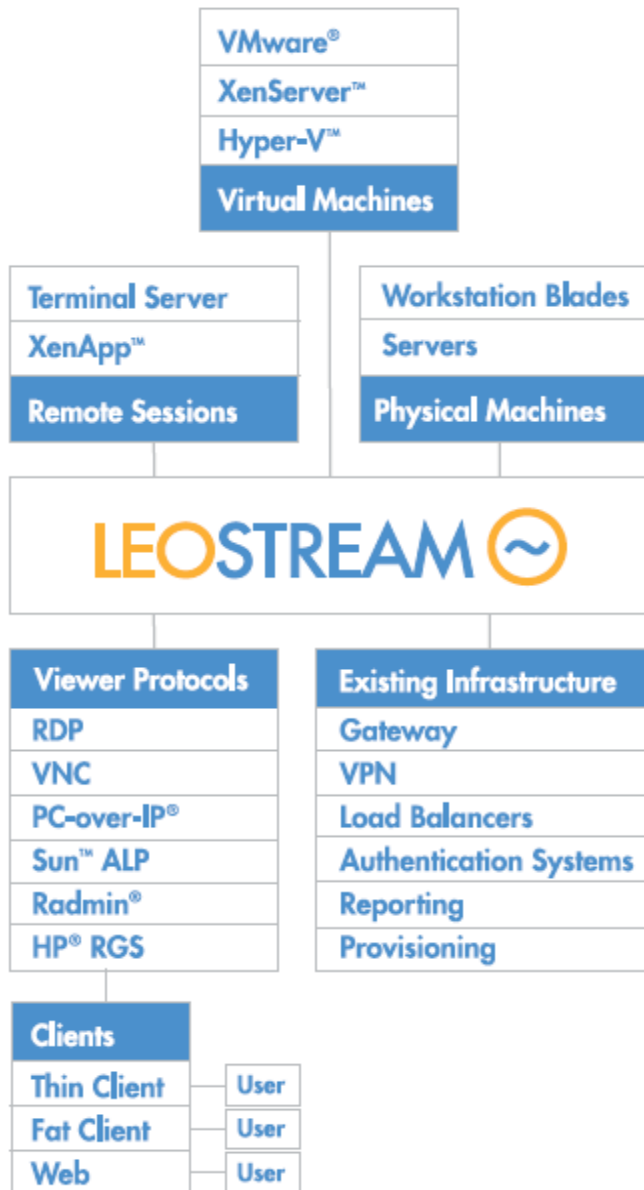 VMware®
XenServer™
Hyper-V™
Virtual Machines
Terminal Server
XenApp™
Remote Sessions
Workstation Blades
Servers
Physical Machines
LEOSTREAM
Viewer Protocols
RDP
VNC
PC-over-IP®
Sun™ ALP
Radmin®
HP® RGS
Existing Infrastructure
Gateway
VPN
Load Balancers
Authentication Systems
Reporting
Provisioning
Clients
Thin Client User
Fat Client User
Web User